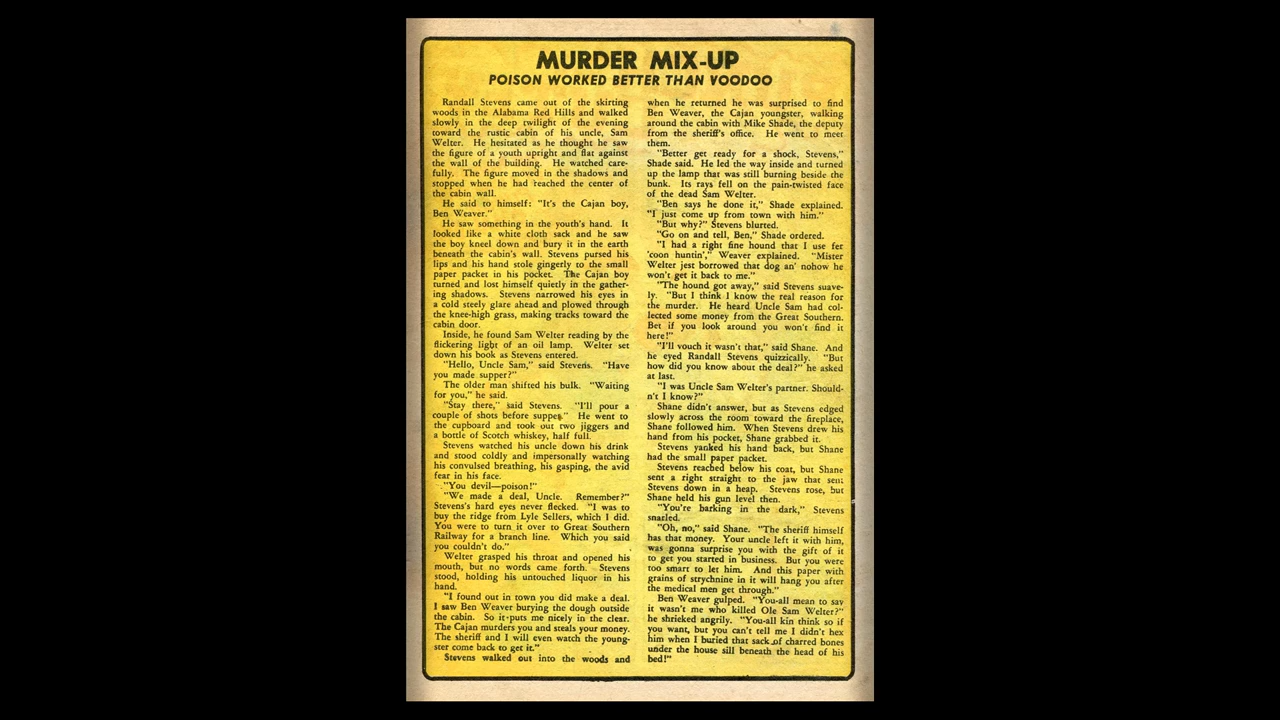 MURDER MIX-UP
POISON WORKED BETTER THAN VOODOO
Randall Stevens came out of the skirting
woods in the Alabama Red Hills and walked
slowly in the deep twilight of the evening
toward the rustic cabin of his uncle, Sam
Welter. He hesitated as he thought he saw
the figure of a youth upright and flat against
the wall of the building. He watched care-
fully. The figure moved in the shadows and
stopped when he had reached the center of
the cabin wall.
He said to himself: "It's the Cajan boy,
Ben Weaver."
He saw something in the youth's hand. It
looked like a white cloth sack and he saw
the boy kneel down and bury it in the earth
beneath the cabin's wall. Stevens pursed his
lips and his hand stole gingerly to the small
paper packet in his pocket. The Cajan boy
turned and lost himself quietly in the gather-
ing shadows. Stevens narrowed his eyes in
a cold steely glare ahead and plowed through
the knee-high grass, making tracks toward the
cabin door.
Inside, he found Sam Welter reading by the
flickering light of an oil lamp. Welter set
down his book as Stevens entered.
"Hello, Uncle Sam," said Stevens. "Have
you made supper?"
The older man shifted his bulk. "Waiting
for you," he said.
"Stay there," said Stevens. "I'll pour a
couple of shots before supper." He went to
the cupboard and took out two jiggers and
a bottle of Scotch whiskey, half full.
Stevens watched his uncle down his drink
and stood coldly and impersonally watching
his convulsed breathing, his gasping, the avid
fear in his face.
"You devil—poison!"
"We made a deal, Uncle. Remember?"
Stevens's hard eyes never flecked. "I was to
buy the ridge from Lyle Sellers, which I did.
You were to turn it over to Great Southern
Railway for a branch line. Which you said
you couldn't do."
Welter grasped his throat and opened his
mouth, but no words came forth. Stevens
stood, holding his untouched liquor in his
hand.
"I found out in town you did make a deal.
I saw Ben Weaver burying the dough outside
the cabin. So it puts me nicely in the clear.
The Cajan murders you and steals your money.
The sheriff and I will even watch the young-
ster come back to get it."
Stevens walked out into the woods and
when he returned he was surprised to find
Ben Weaver, the Cajan youngster, walking
around the cabin with Mike Shade, the deputy
from the sheriff's office. He went to meet
them.
"Better get ready for a shock, Stevens,"
Shade said. He led the way inside and turned
up the lamp that was still burning beside the
bunk. Its rays fell on the pain-twisted face
of the dead Sam Welter.
"Ben says he done it," Shade explained.
"I just come up from town with him."
"But why?" Stevens blurted.
"Go on and tell, Ben," Shade ordered.
"I had a right fine hound that I use fer
'coon huntin'," Weaver explained. "Mister
Welter jest borrowed that dog an' nohow he
won't get it back to me."
"The hound got away," said Stevens suave-
ly. "But I think I know the real reason for
the murder. He heard Uncle Sam had col-
lected some money from the Great Southern.
Bet if you look around you won't find it
here!"
"I'll vouch it wasn't that," said Shane. And
he eyed Randall Stevens quizzically. "But
how did you know about the deal?" he asked
at last.
"I was Uncle Sam Welter's partner. Should-
n't I know?"
Shane didn't answer, but as Stevens edged
slowly across the room toward the fireplace,
Shane followed him. When Stevens drew his
hand from his pocket, Shane grabbed it.
Stevens yanked his hand back, but Shane
had the small paper packet.
Stevens reached below his coat, but Shane
sent a right straight to the jaw that sent
Stevens down in a heap. Stevens rose, but
Shane held his gun level then.
"You're barking in the dark," Stevens
snarled.
"Oh, no," said Shane. "The sheriff himself
has that money. Your uncle left it with him,
was gonna surprise you with the gift of it
to get you started in business. But you were
too smart to let him. And this paper with
grains of strychnine in it will hang you after
the medical men get through."
Ben Weaver gulped. "You-all mean to say
it wasn't me who killed Ole Sam Welter?"
he shrieked angrily. "You-all kin think so if
you want, but you can't tell me I didn't hex
him when I buried that sack of charred bones
under the house sill beneath the head of his
bed!"